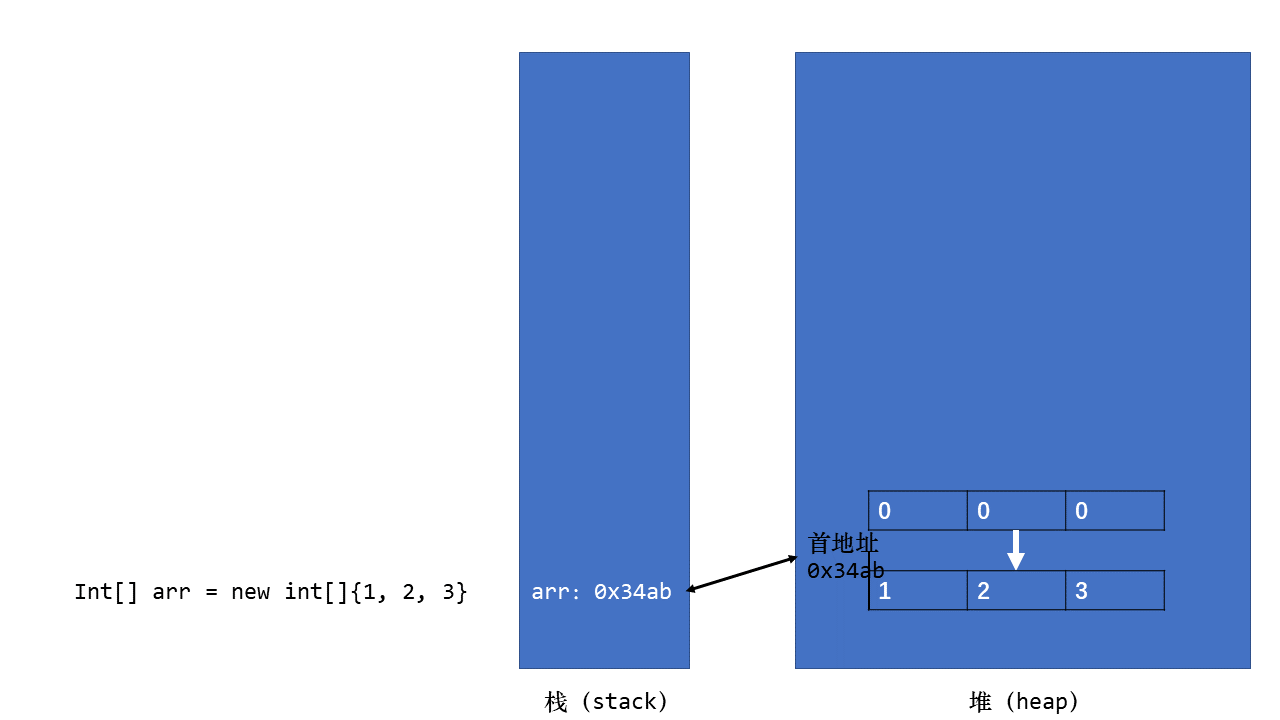 0 0 0
首地址
0x34ab
Int[] arr = new int[]{1, 2, 3}
arr: 0x34ab
1 2 3
栈（stack）
堆（heap）